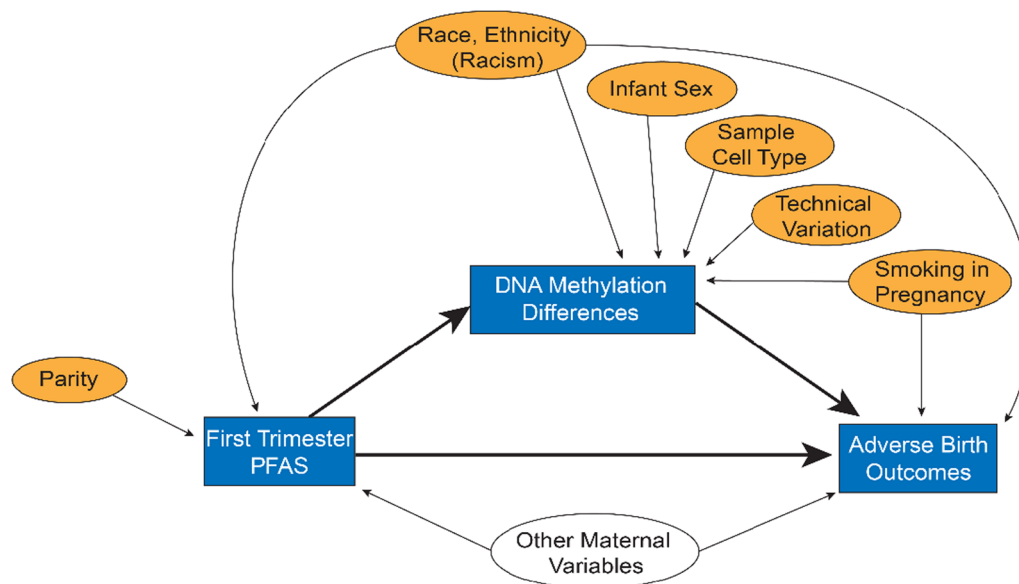 Race, Ethnicity
(Racism)
Infant Sex
Sample
Cell Type
Technical
Variation
Smoking in
Pregnancy
DNA Methylation
Differences
Parity
First Trimester
PFAS
Adverse Birth
Outcomes
Other Maternal
Variables